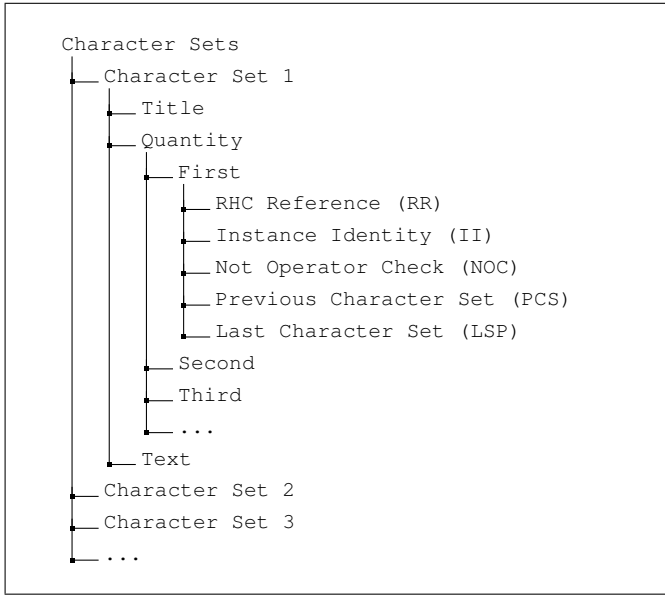 Character Sets
Character Set 1
Title
Quantity
First
RHC Reference (RR)
Instance Identity (II)
Not Operator Check (NOC)
Previous Character Set (PCS)
Last Character Set (LSP)
Second
Third
...
Text
Character Set 2
Character Set 3
...